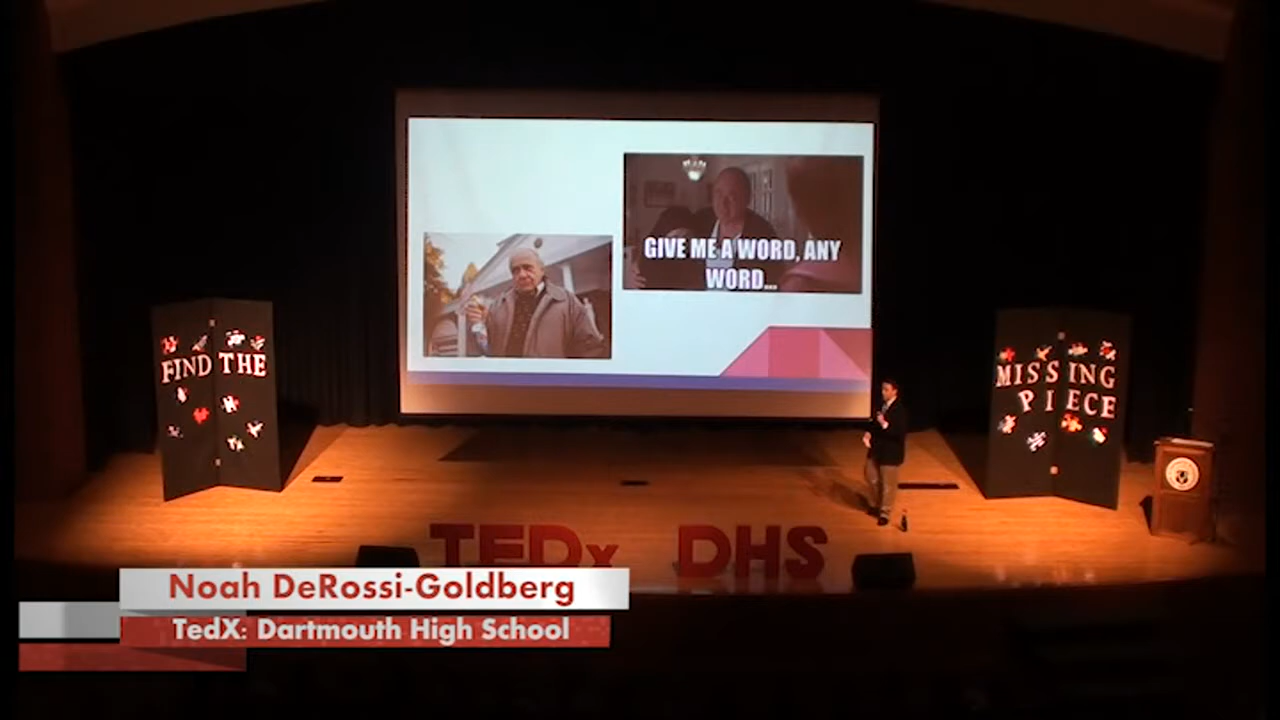 GIVE ME A WORD, ANY
WORD...
FIND THE
MISSING
PIECE
TEDx DHS
Noah DeRossi-Goldberg
TedX: Dartmouth High School